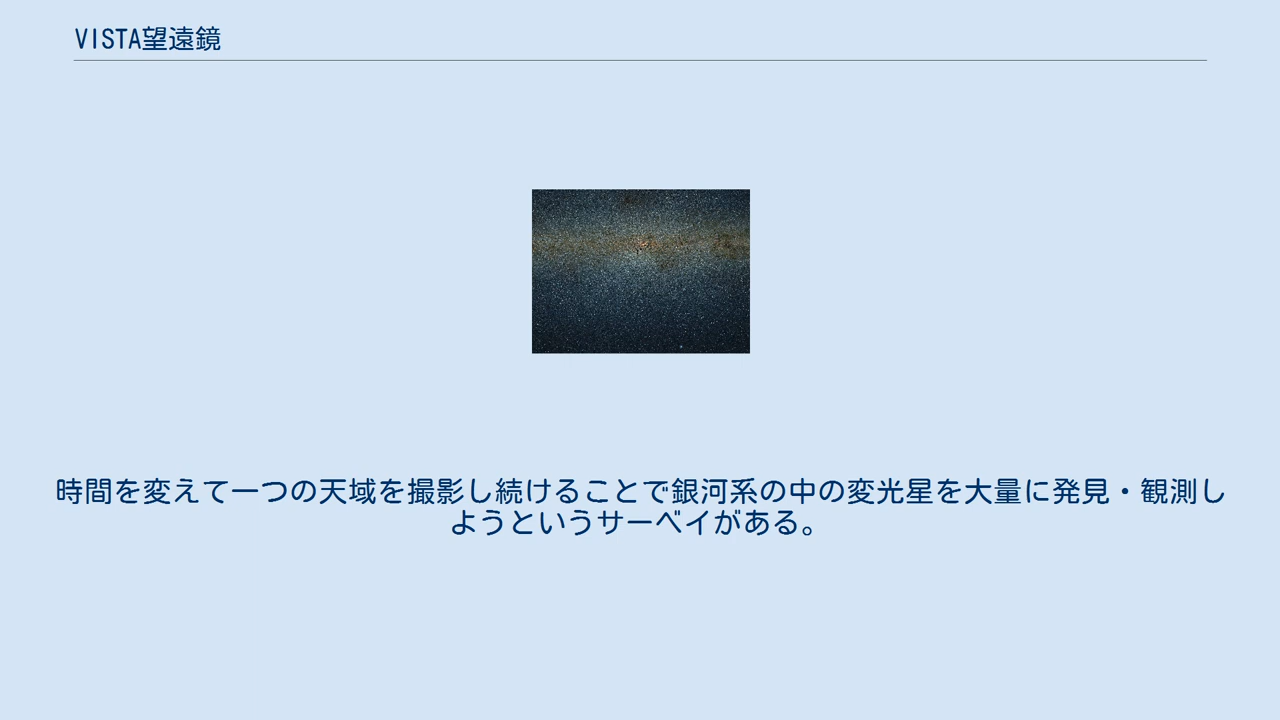 VISTA望遠鏡
時間を変えて一つの天域を撮影し続けることで銀河系の中の変光星を大量に発見・観測し
ようというサーベイがある。